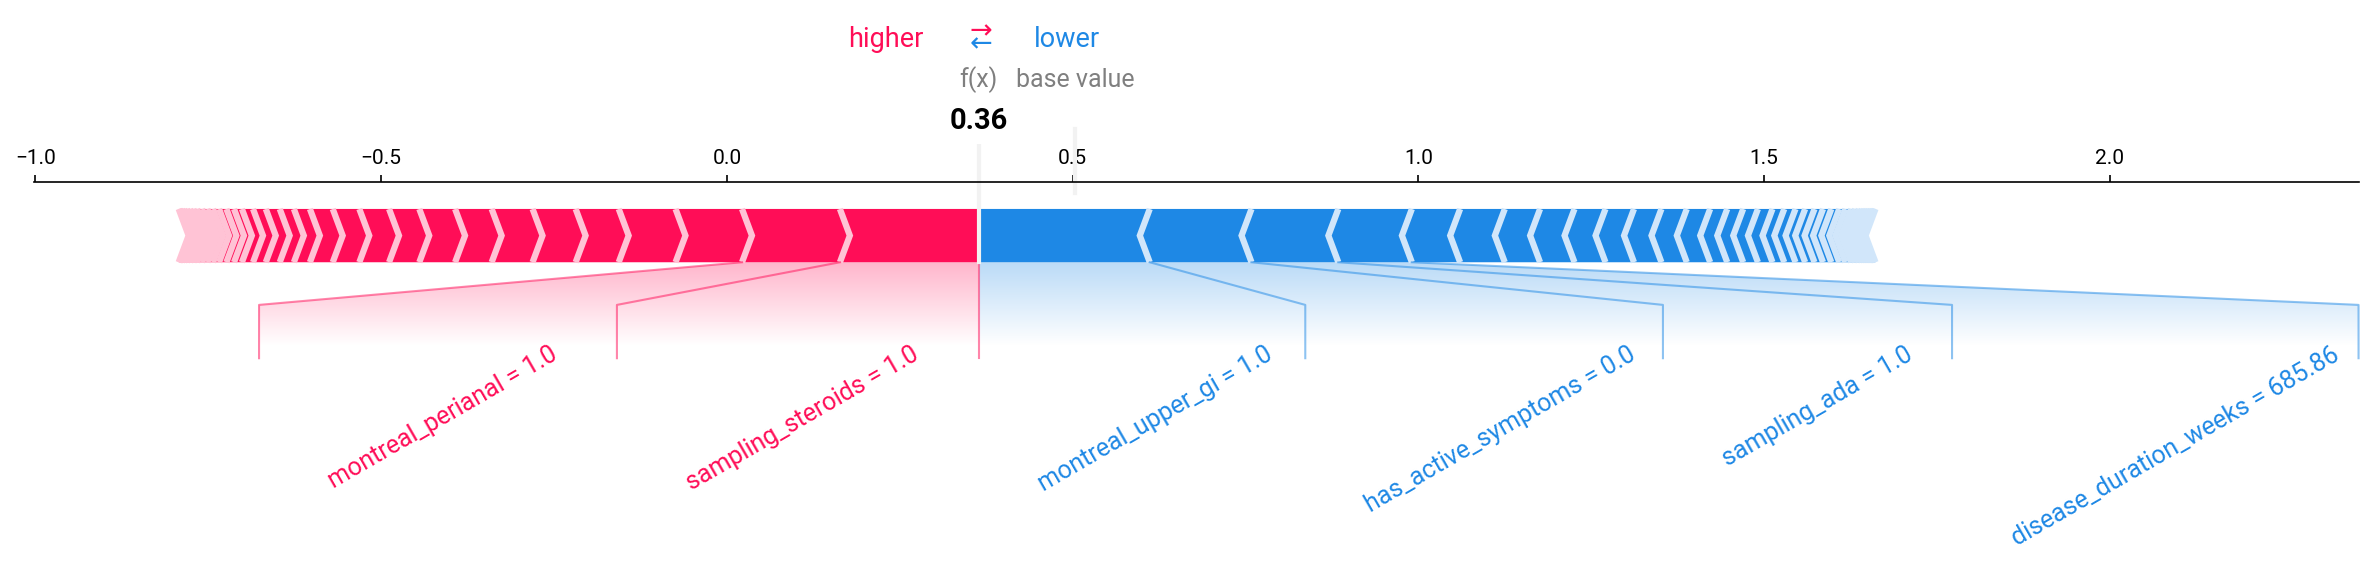 higher ⇄ lower
f(x) base value
0.36
−1.0 −0.5 0.0 0.5 1.0 1.5 2.0
montreal_perianal = 1.0
sampling_steroids = 1.0
montreal_upper_gi = 1.0
has_active_symptoms = 0.0
sampling_ada = 1.0
disease_duration_weeks = 685.86